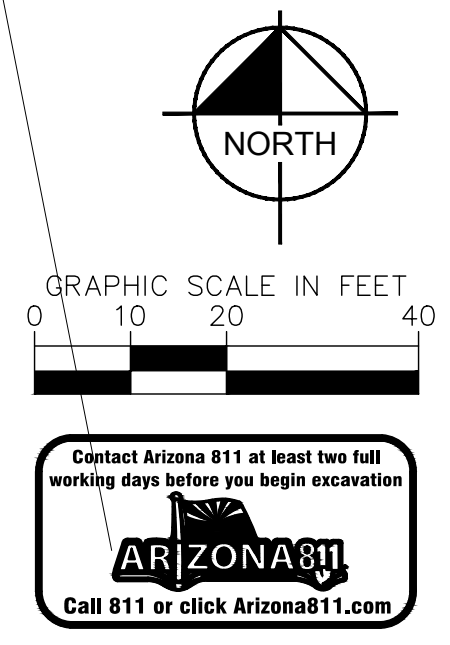 NORTH
GRAPHIC SCALE IN FEET
0 10 20 40
Contact Arizona 811 at least two full
working days before you begin excavation
ARIZONA811
Call 811 or click Arizona811.com